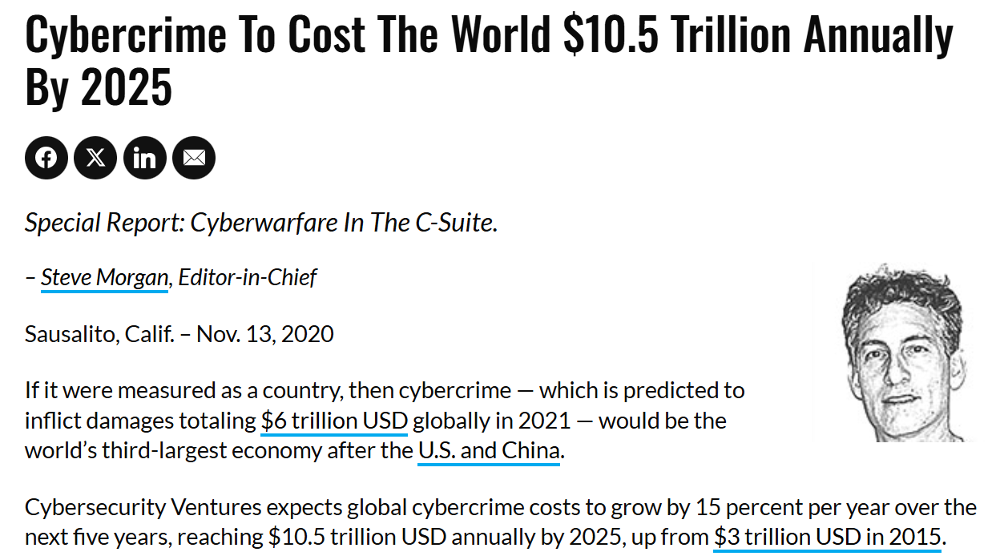 Cybercrime To Cost The World $10.5 Trillion Annually
By 2025
Special Report: Cyberwarfare In The C-Suite.
– Steve Morgan, Editor-in-Chief
Sausalito, Calif. – Nov. 13, 2020
If it were measured as a country, then cybercrime — which is predicted to
inflict damages totaling $6 trillion USD globally in 2021 — would be the
world’s third-largest economy after the U.S. and China.
Cybersecurity Ventures expects global cybercrime costs to grow by 15 percent per year over the
next five years, reaching $10.5 trillion USD annually by 2025, up from $3 trillion USD in 2015.